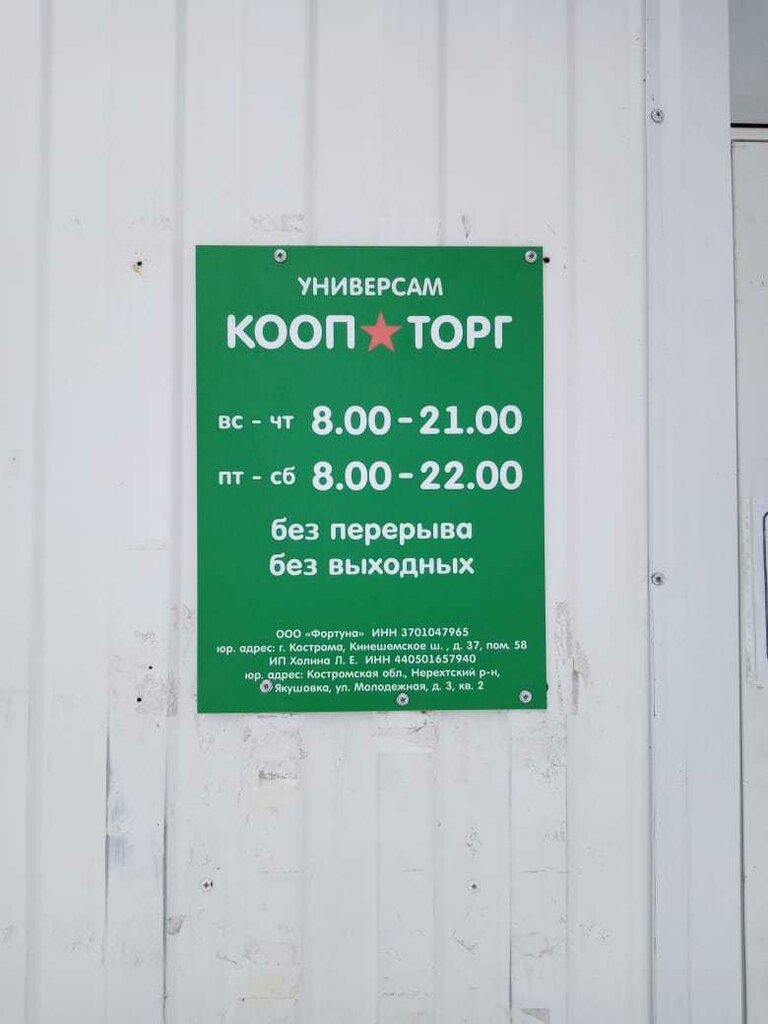 УНИВЕРСАМ
КООП★ТОРГ
вс - чт 8.00-21.00
пт - сб 8.00-22.00
без перерыва
без выходных
ООО «Фортуна» ИНН 3701047965
юр. адрес: г. Кострома, Кинешемское ш. , д. 37, пом. 58
ИП Холина Л. Е. ИНН 440501657940
юр. адрес: Костромская обл., Нерехтский р-н,
Якушовка, ул. Молодежная, д. 3, кв. 2